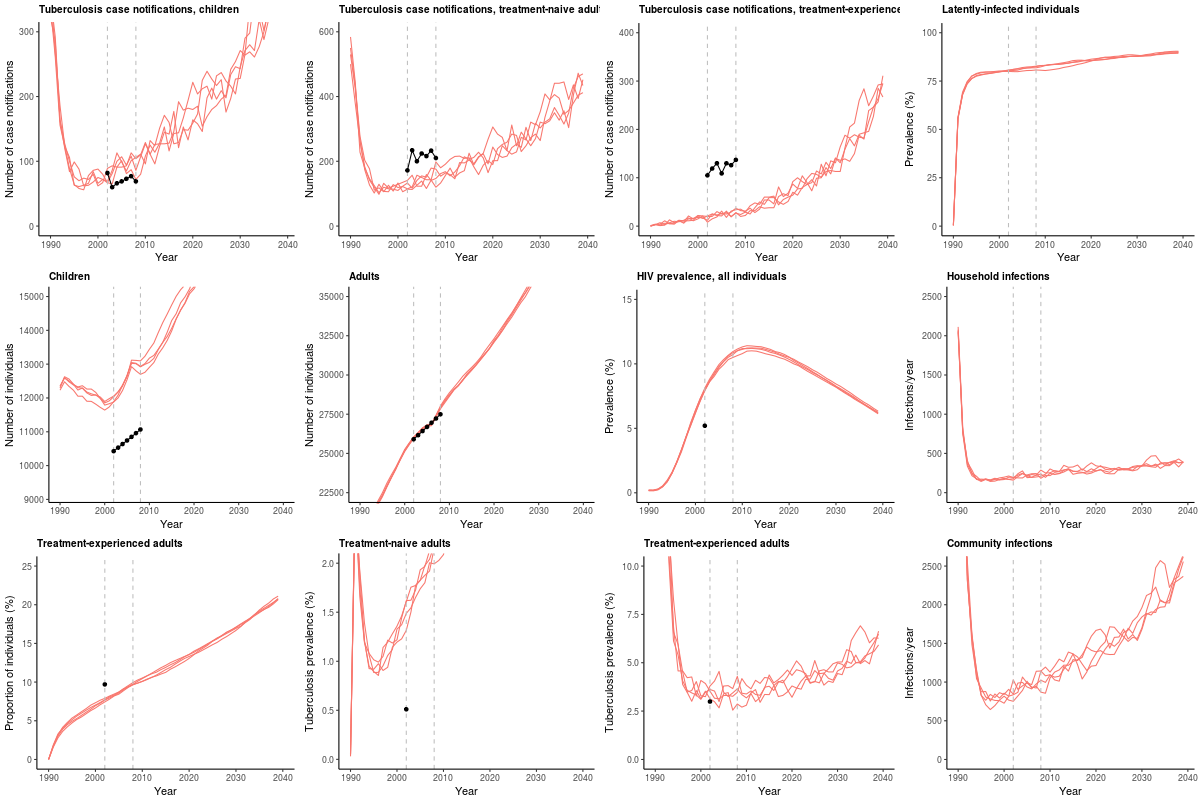 Tuberculosis case notifications, children
Number of case notifications
300
200
100
0
1990 2000 2010 2020 2030 2040
Year
Tuberculosis case notifications, treatment-naive adul
Number of case notifications
600
400
200
0
1990 2000 2010 2020 2030 2040
Year
Tuberculosis case notifications, treatment-experience
Number of case notifications
400
300
200
100
0
1990 2000 2010 2020 2030 2040
Year
Latently-infected individuals
Prevalence (%)
100
75
50
25
0
1990 2000 2010 2020 2030 2040
Year
Children
Number of individuals
15000
14000
13000
12000
11000
10000
9000
1990 2000 2010 2020 2030 2040
Year
Adults
Number of individuals
35000
32500
30000
27500
25000
22500
1990 2000 2010 2020 2030 2040
Year
HIV prevalence, all individuals
Prevalence (%)
15
10
5
0
1990 2000 2010 2020 2030 2040
Year
Household infections
Infections/year
2500
2000
1500
1000
500
0
1990 2000 2010 2020 2030 2040
Year
Treatment-experienced adults
Proportion of individuals (%)
25
20
15
10
5
0
1990 2000 2010 2020 2030 2040
Year
Treatment-naive adults
Tuberculosis prevalence (%)
2.0
1.5
1.0
0.5
0.0
1990 2000 2010 2020 2030 2040
Year
Treatment-experienced adults
Tuberculosis prevalence (%)
10.0
7.5
5.0
2.5
0.0
1990 2000 2010 2020 2030 2040
Year
Community infections
Infections/year
2500
2000
1500
1000
500
0
1990 2000 2010 2020 2030 2040
Year